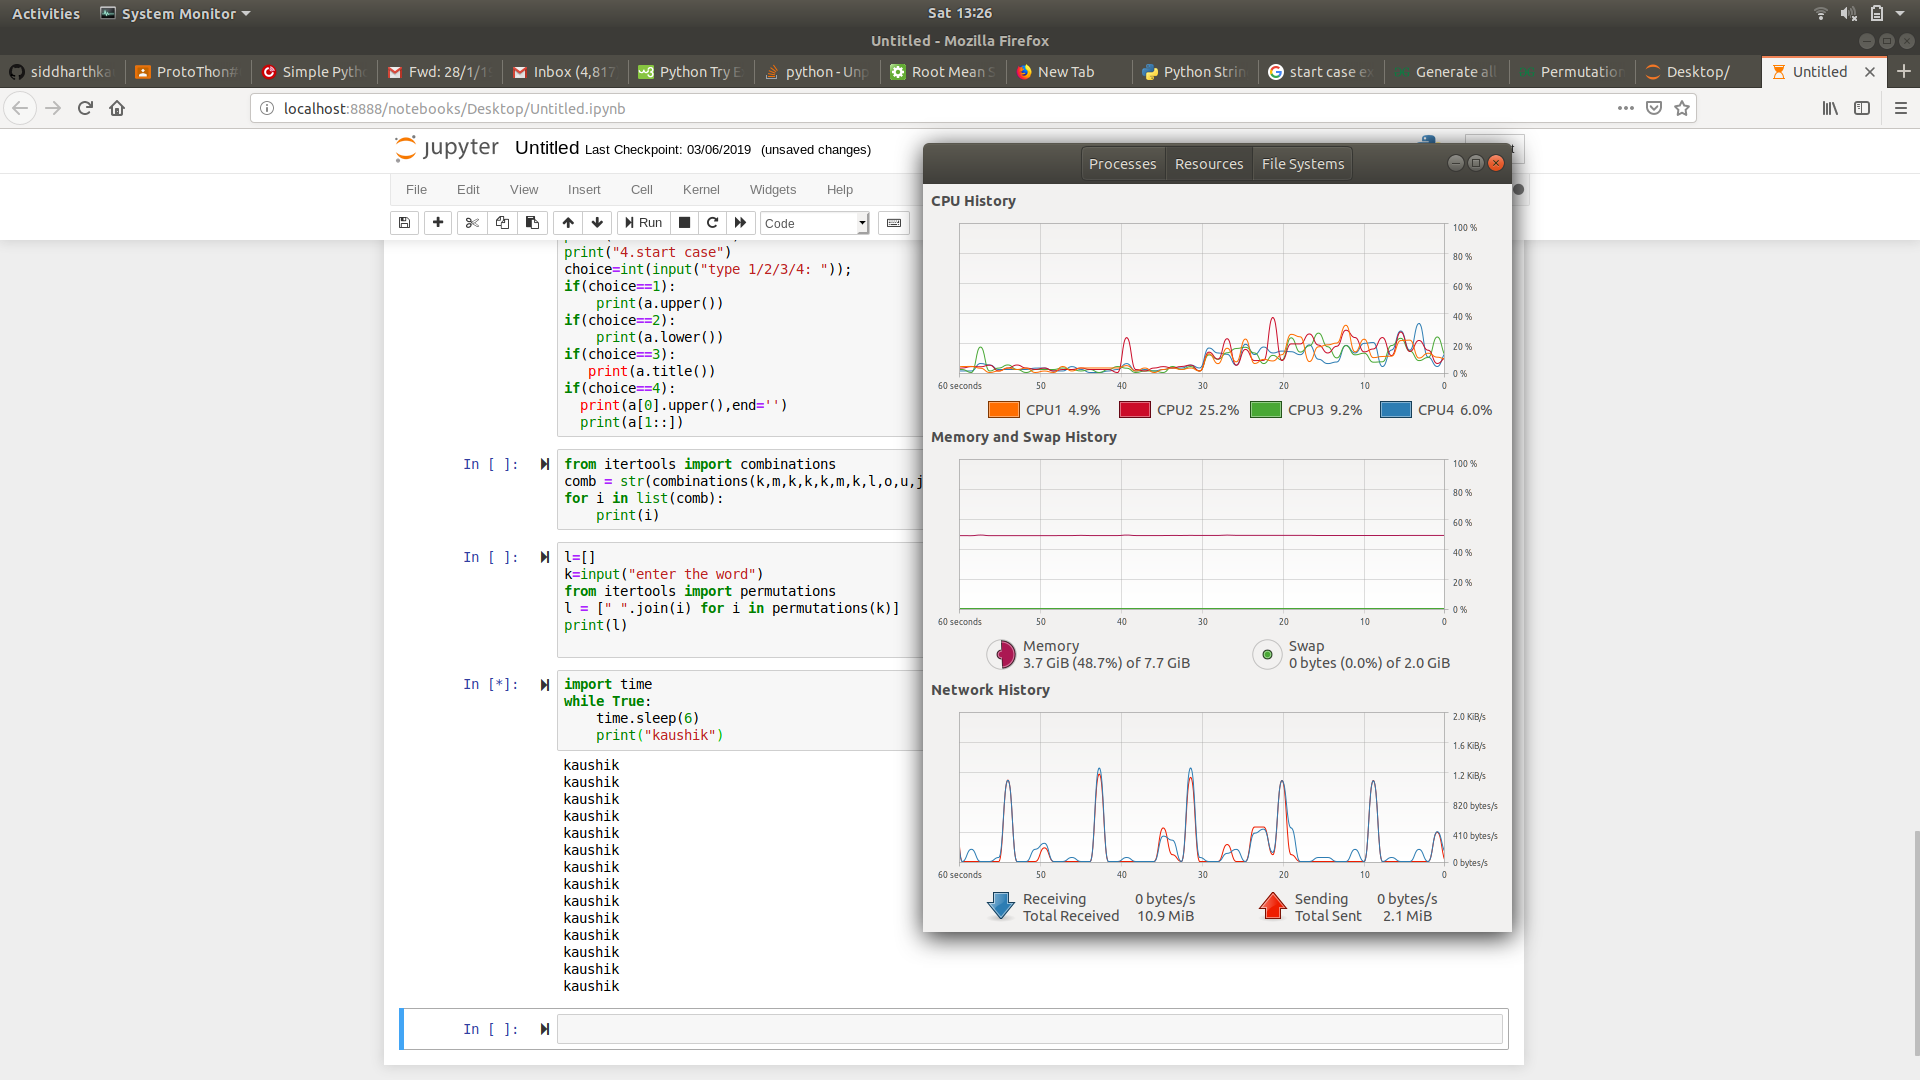 Activities
System Monitor
Sat 13:26
Untitled - Mozilla Firefox
siddharthka
ProtoThon#
Simple Pyth
Fwd: 28/1/1
Inbox (4,817
Python Try E
python - Unp
Root Mean S
New Tab
Python Strin
start case ex
Generate all
Permutation
Desktop/
Untitled
localhost:8888/notebooks/Desktop/Untitled.ipynb
jupyter Untitled Last Checkpoint: 03/06/2019 (unsaved changes)
File Edit View Insert Cell Kernel Widgets Help
Run
Code
print("4.start case")
choice=int(input("type 1/2/3/4: "));
if(choice==1):
    print(a.upper())
if(choice==2):
    print(a.lower())
if(choice==3):
   print(a.title())
if(choice==4):
  print(a[0].upper(),end='')
  print(a[1::])
In [ ]:
from itertools import combinations
comb = str(combinations(k,m,k,k,k,m,k,l,o,u,j
for i in list(comb):
    print(i)
In [ ]:
l=[]
k=input("enter the word")
from itertools import permutations
l = [" ".join(i) for i in permutations(k)]
print(l)
In [*]:
import time
while True:
    time.sleep(6)
    print("kaushik")
kaushik
kaushik
kaushik
kaushik
kaushik
kaushik
kaushik
kaushik
kaushik
kaushik
kaushik
kaushik
kaushik
kaushik
In [ ]:
Processes Resources File Systems
CPU History
100 %
80 %
60 %
40 %
20 %
0 %
60 seconds 50 40 30 20 10 0
CPU1 4.9% CPU2 25.2% CPU3 9.2% CPU4 6.0%
Memory and Swap History
100 %
80 %
60 %
40 %
20 %
0 %
60 seconds 50 40 30 20 10 0
Memory
3.7 GiB (48.7%) of 7.7 GiB
Swap
0 bytes (0.0%) of 2.0 GiB
Network History
2.0 KiB/s
1.6 KiB/s
1.2 KiB/s
820 bytes/s
410 bytes/s
0 bytes/s
60 seconds 50 40 30 20 10 0
Receiving 0 bytes/s
Total Received 10.9 MiB
Sending 0 bytes/s
Total Sent 2.1 MiB